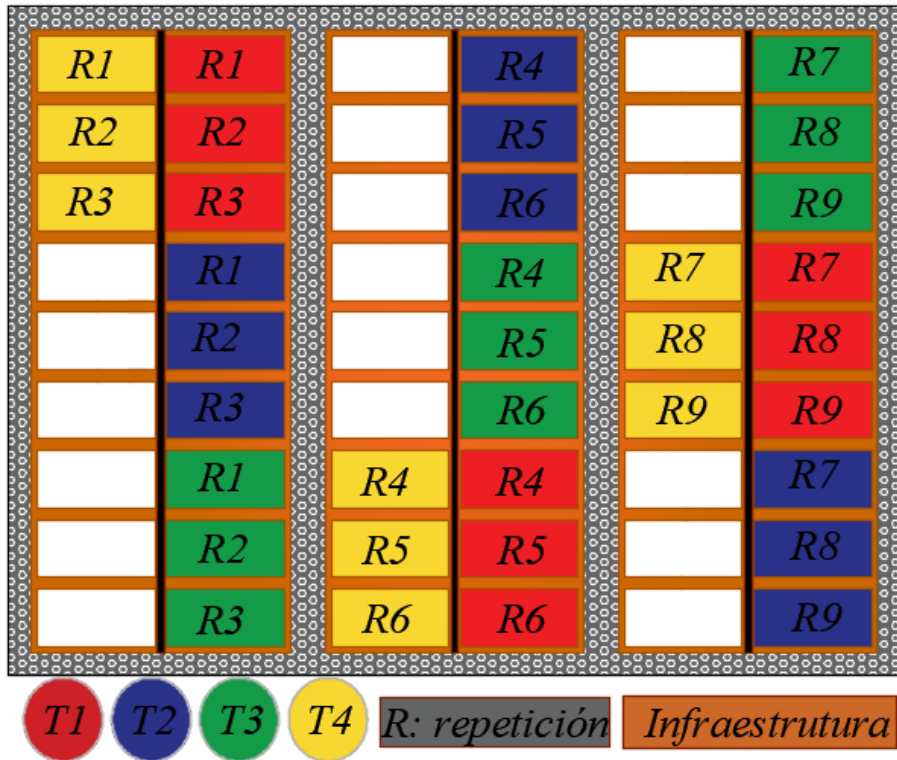 R1 R1 R4 R7
R2 R2 R5 R8
R3 R3 R6 R9
R1 R4 R7 R7
R2 R5 R8 R8
R3 R6 R9 R9
R1 R4 R4 R7
R2 R5 R5 R8
R3 R6 R6 R9
T1 T2 T3 T4 R: repetición Infraestrutura